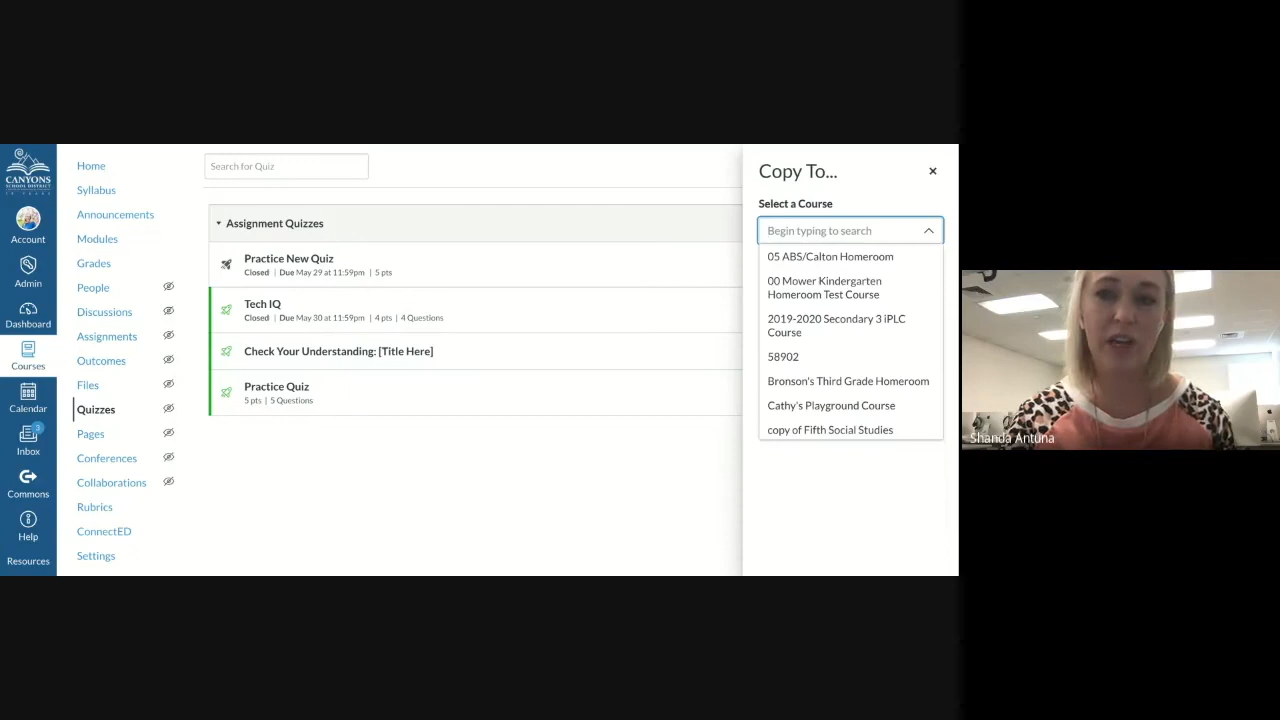 CANYONS
SCHOOL DISTRICT
Account
Admin
Dashboard
Courses
Calendar
3
Inbox
Commons
Help
Resources
Home
Syllabus
Announcements
Modules
Grades
People
Discussions
Assignments
Outcomes
Files
Quizzes
Pages
Conferences
Collaborations
Rubrics
ConnectED
Settings
Search for Quiz
Assignment Quizzes
Practice New Quiz
Closed | Due May 29 at 11:59pm | 5 pts
Tech IQ
Closed | Due May 30 at 11:59pm | 4 pts | 4 Questions
Check Your Understanding: [Title Here]
Practice Quiz
5 pts | 5 Questions
Copy To...
Select a Course
Begin typing to search
05 ABS/Calton Homeroom
00 Mower Kindergarten
Homeroom Test Course
2019-2020 Secondary 3 iPLC
Course
58902
Bronson's Third Grade Homeroom
Cathy's Playground Course
copy of Fifth Social Studies
Shanda Antuna